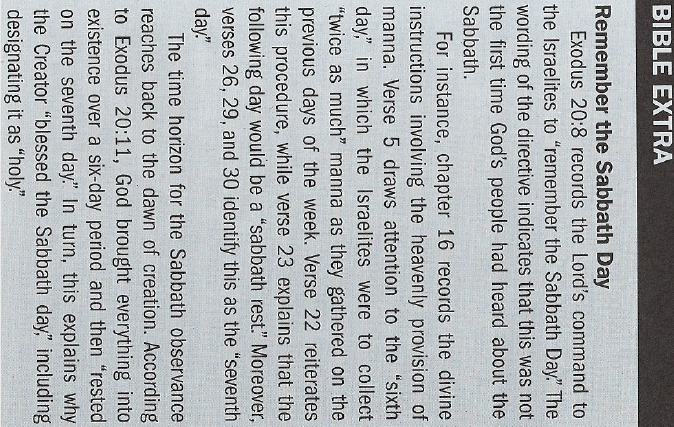 BIBLE EXTRA
Remember the Sabbath Day
Exodus 20:8 records the Lord's command to
the Israelites to "remember the Sabbath Day." The
wording of the directive indicates that this was not
the first time God's people had heard about the
Sabbath.
For instance, chapter 16 records the divine
instructions involving the heavenly provision of
manna. Verse 5 draws attention to the "sixth
day," in which the Israelites were to collect
"twice as much" manna as they gathered on the
previous days of the week. Verse 22 reiterates
this procedure, while verse 23 explains that the
following day would be a "sabbath rest." Moreover,
verses 26, 29, and 30 identify this as the "seventh
day."
The time horizon for the Sabbath observance
reaches back to the dawn of creation. According
to Exodus 20:11, God brought everything into
existence over a six-day period and then "rested
on the seventh day." In turn, this explains why
the Creator "blessed the Sabbath day," including
designating it as "holy."